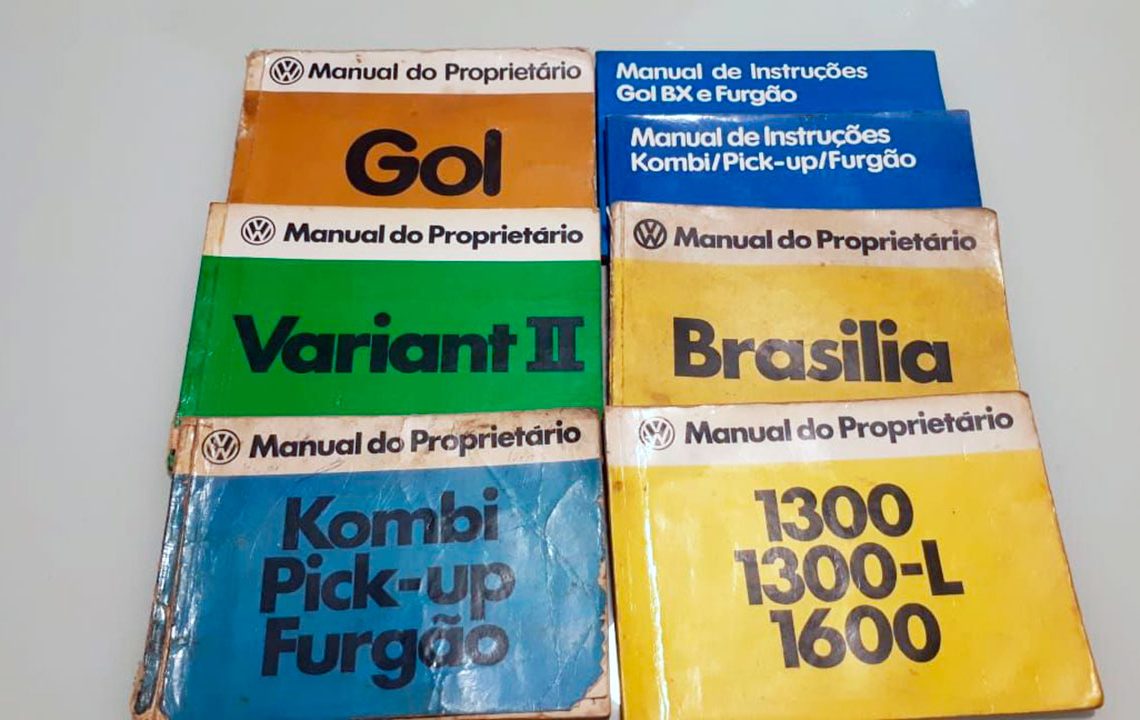 Manual do Proprietário
Gol
Manual de Instruções
Gol BX e Furgão
Manual de Instruções
Kombi/Pick-up/Furgão
Manual do Proprietário
Variant II
Manual do Proprietário
Brasilia
Manual do Proprietário
Kombi
Pick-up
Furgão
Manual do Proprietário
1300
1300-L
1600